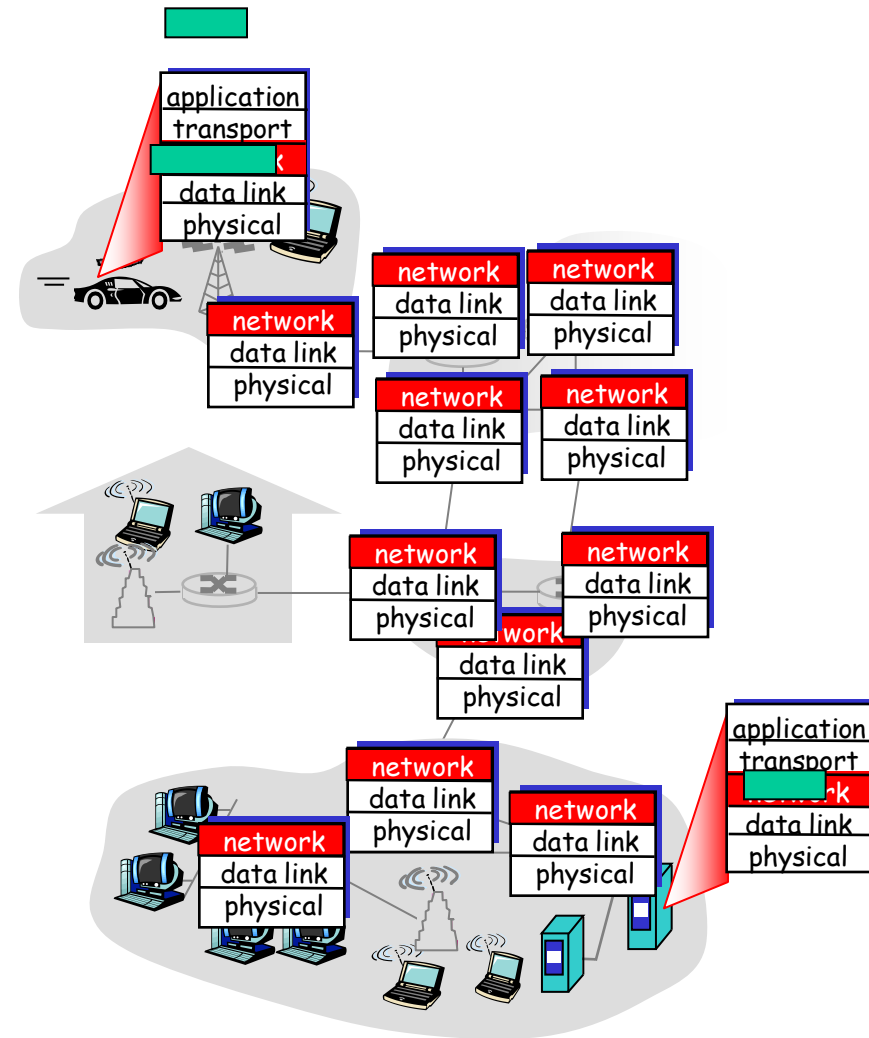 application
transport
data link
physical
network
data link
physical
network
data link
physical
network
data link
physical
network
data link
physical
network
data link
physical
network
data link
physical
network
data link
physical
work
data link
physical
application
transport
data link
physical
network
data link
physical
network
data link
physical
network
data link
physical